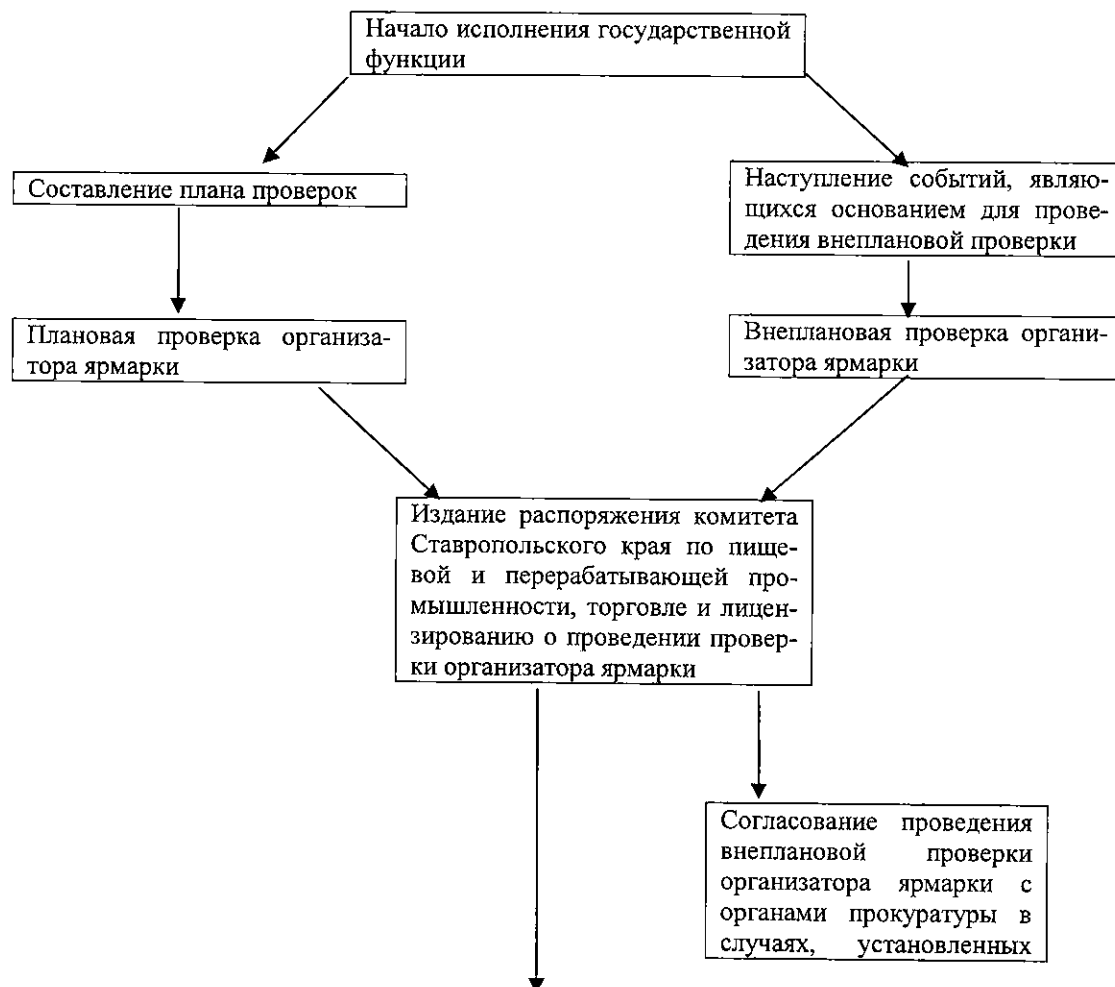 Начало исполнения государственной
функции
Составление плана проверок
Наступление событий, являю-
щихся основанием для прове-
дения внеплановой проверки
Плановая проверка организа-
тора ярмарки
Внеплановая проверка органи-
затора ярмарки
Издание распоряжения комитета
Ставропольского края по пище-
вой и перерабатывающей про-
мышленности, торговле и лицен-
зированию о проведении провер-
ки организатора ярмарки
Согласование проведения
внеплановой проверки
организатора ярмарки с
органами прокуратуры в
случаях, установленных